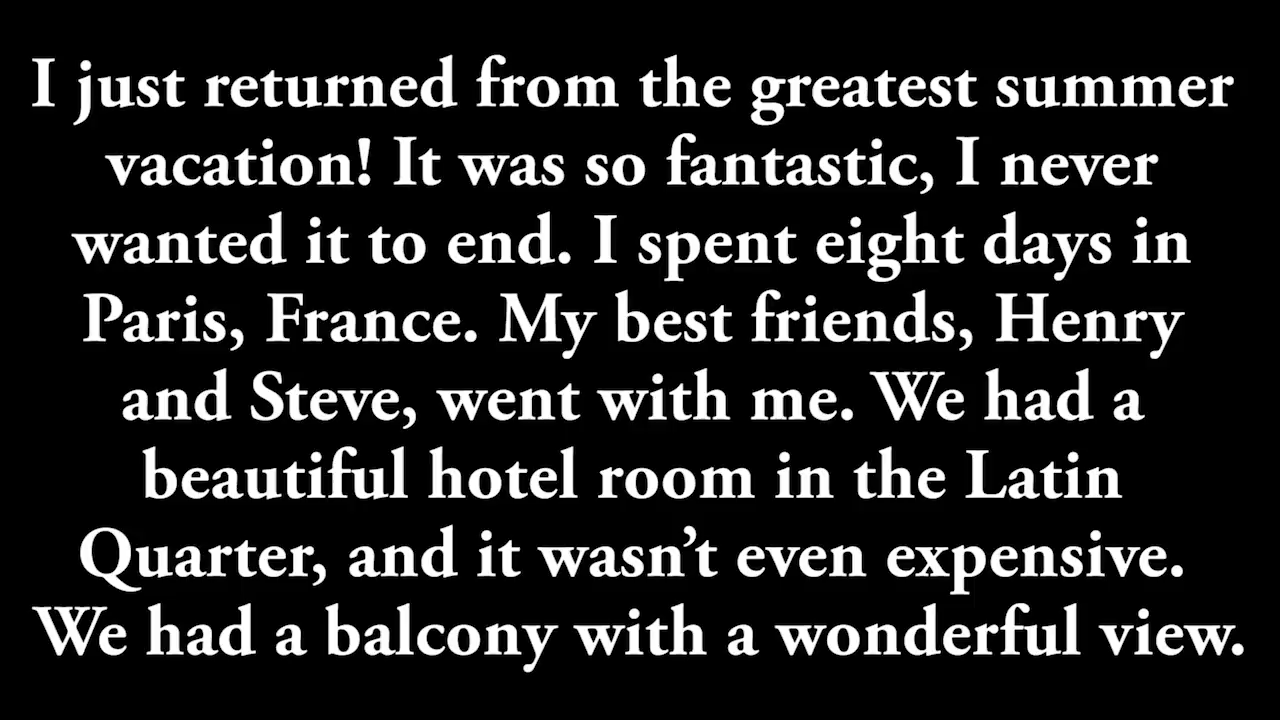 I just returned from the greatest summer
vacation! It was so fantastic, I never
wanted it to end. I spent eight days in
Paris, France. My best friends, Henry
and Steve, went with me. We had a
beautiful hotel room in the Latin
Quarter, and it wasn’t even expensive.
We had a balcony with a wonderful view.